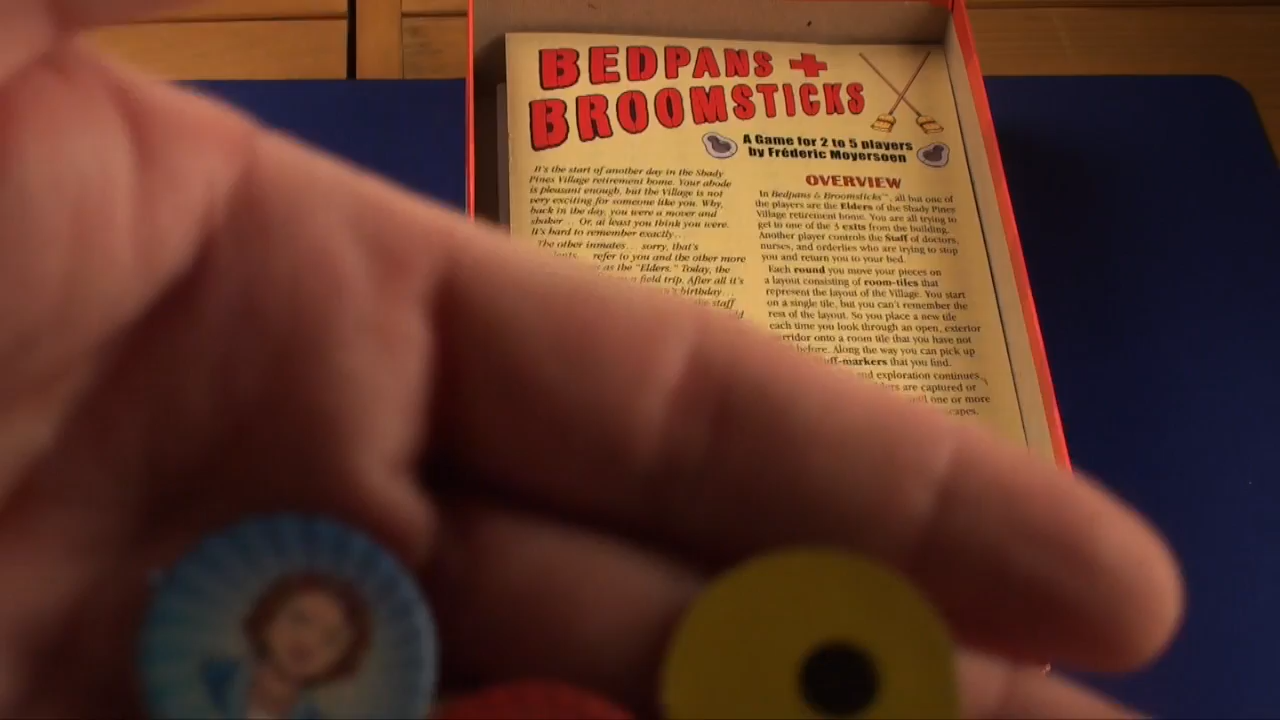 BEDPANS +
BROOMSTICKS
A Game for 2 to 5 players
by Fréderic Moyersoen
It's the start of another day in the Shady
Pines Village retirement home. Your abode
is pleasant enough, but the Village is not
very exciting for someone like you. Why,
back in the day, you were a mover and
shaker... Or, at least you think you were.
It's hard to remember exactly...
The other inmates... sorry, that's
refer to you and the other more
as the "Elders." Today, the
field trip. After all it's
birthday...
the staff
OVERVIEW
In Bedpans & Broomsticks™, all but one of
the players are the Elders of the Shady Pines
Village retirement home. You are all trying to
get to one of the 3 exits from the building.
Another player controls the Staff of doctors,
nurses, and orderlies who are trying to stop
you and return you to your bed.
Each round you move your pieces on
a layout consisting of room-tiles that
represent the layout of the Village. You start
on a single tile, but you can't remember the
rest of the layout. So you place a new tile
each time you look through an open, exterior
onto a room tile that you have not
before. Along the way you can pick up
that you find.
and exploration continues,
are captured or
one or more